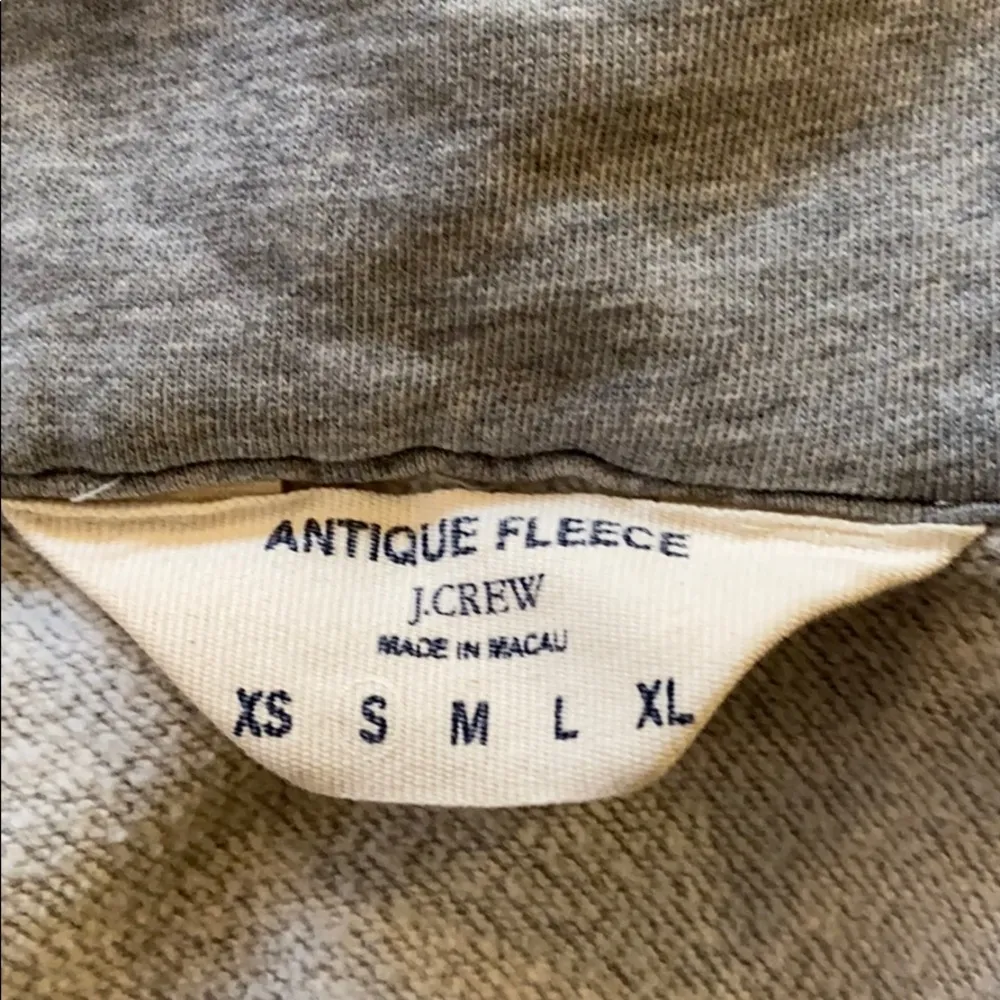 ANTIQUE FLEECE
J.CREW
MADE IN MACAU
XS S M L XL